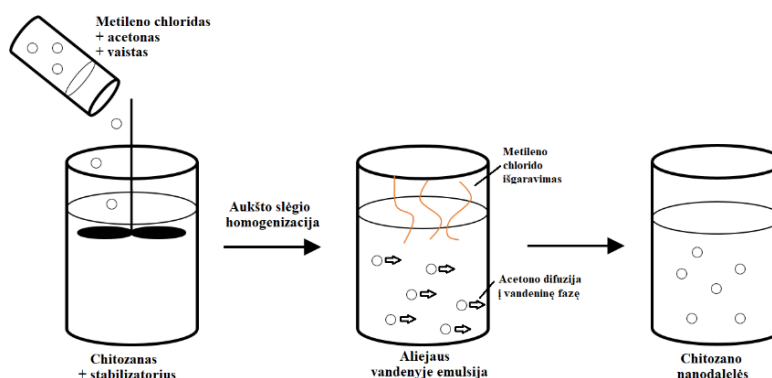 Metileno chloridas
+ acetonas
+ vaistas
Aukšto slėgio
homogenizacija
Metileno
chlorido
išgaravimas
Acetono difuzija
į vandeninę fazę
Chitozanas
+ stabilizatorius
Aliejaus
vandenyje emulsija
Chitozano
nanodalelės